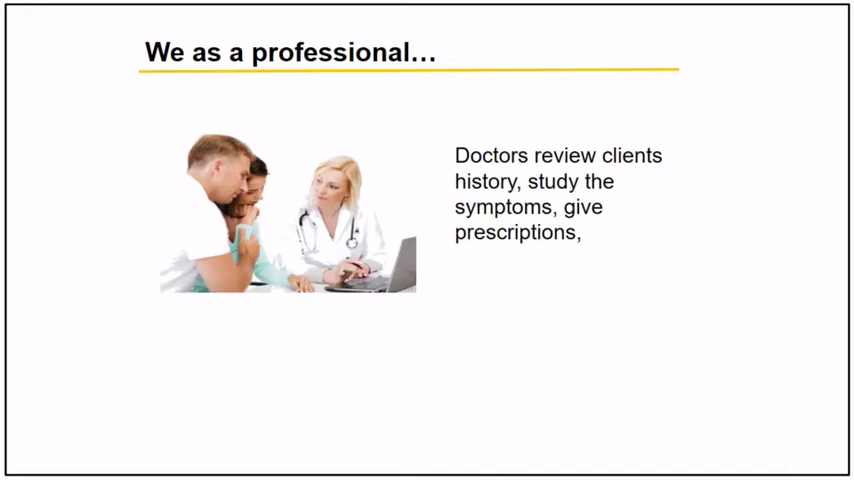 We as a professional…
Doctors review clients
history, study the
symptoms, give
prescriptions,